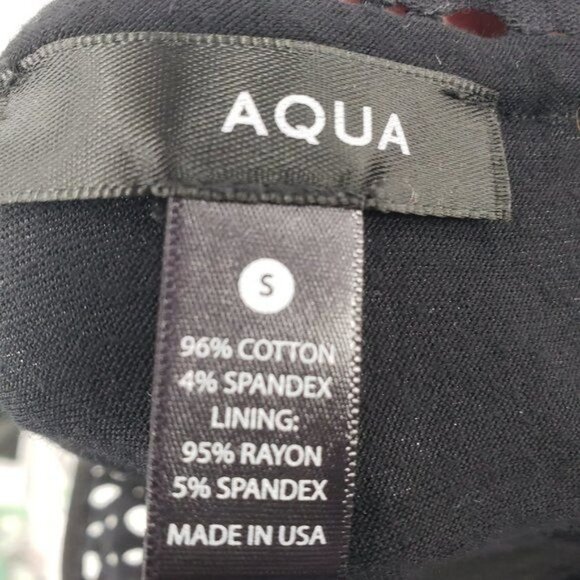 AQUA
S
96% COTTON
4% SPANDEX
LINING:
95% RAYON
5% SPANDEX
MADE IN USA